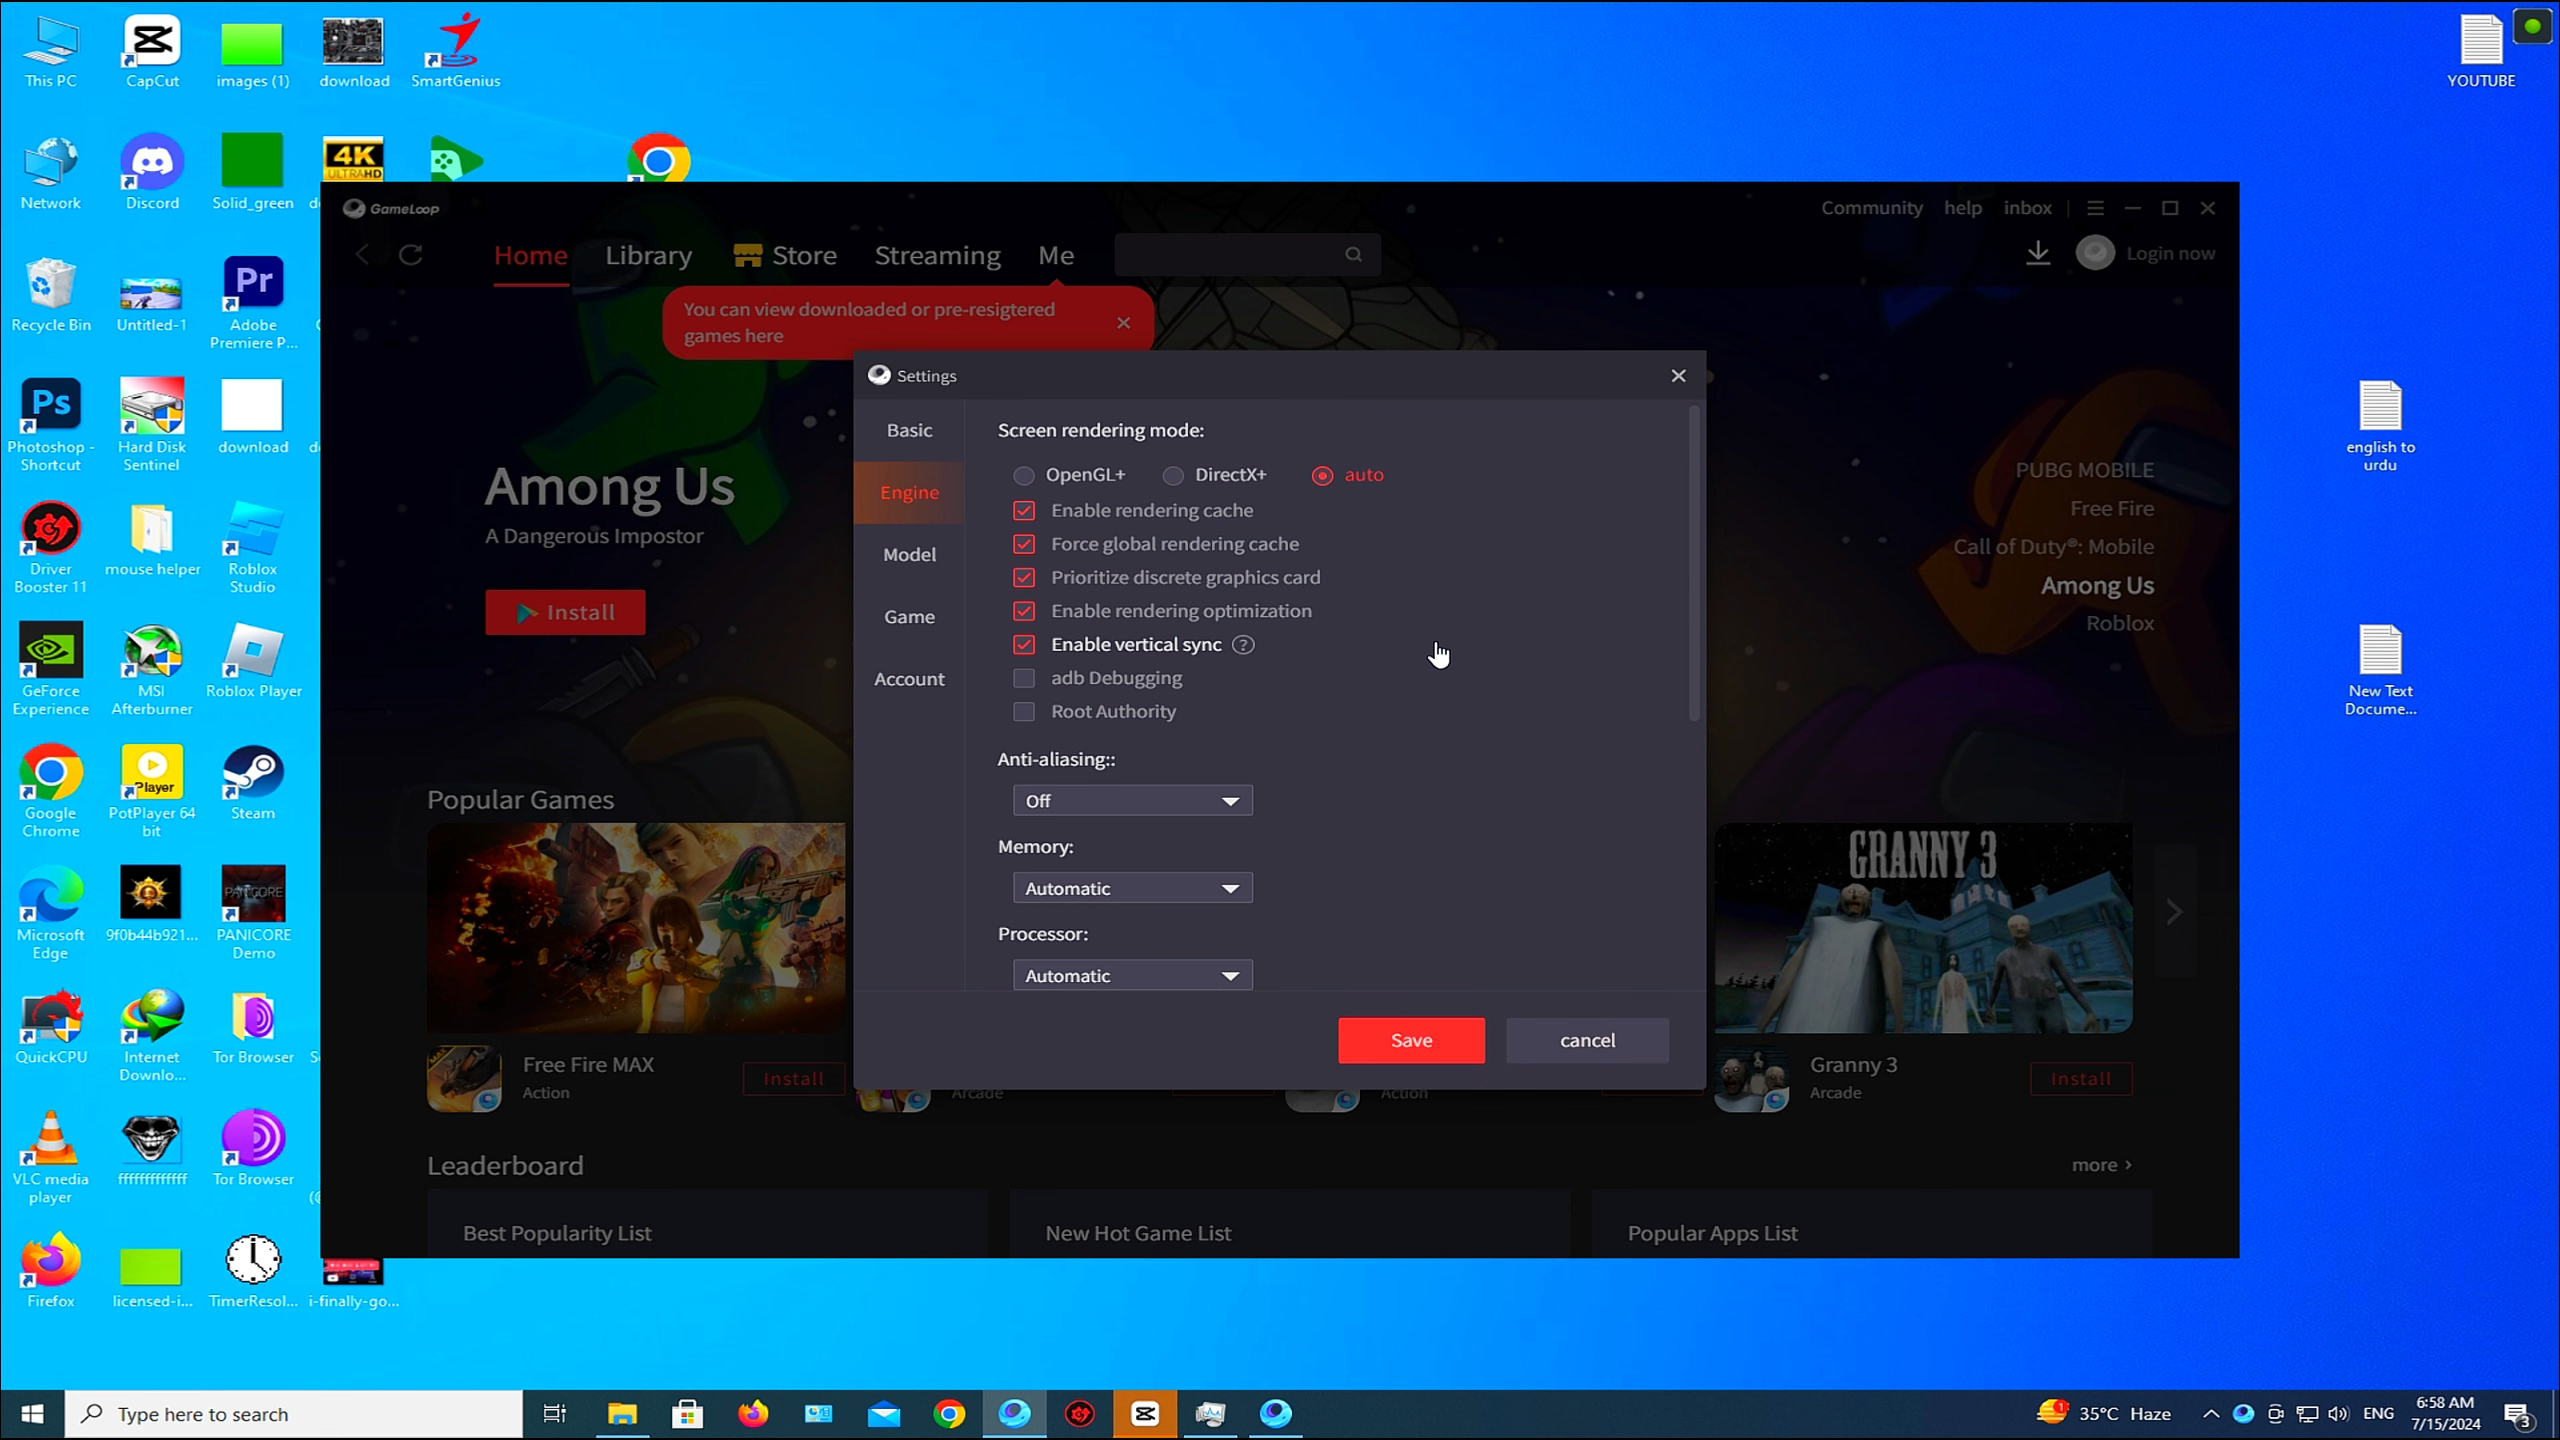 This PC
CapCut
images (1)
download
SmartGenius
YOUTUBE
4K
ULTRAHD
Network
Discord
Solid_green
Recycle Bin
Untitled-1
Pr
Adobe
Premiere P...
Ps
Photoshop -
Shortcut
Hard Disk
Sentinel
download
Driver
Booster 11
mouse helper
Roblox
Studio
GeForce
Experience
MSI
Afterburner
Roblox Player
Google
Chrome
Player
PotPlayer 64
bit
Steam
Microsoft
Edge
9f0b44b921...
PANICORE
PANICORE
Demo
QuickCPU
Internet
Downlo...
Tor Browser
VLC media
player
fffffffffffff
Tor Browser
Firefox
licensed-i...
TimerResol...
i-finally-go...
english to
urdu
New Text
Docume...
GameLoop
Community
help
inbox
Home
Library
Store
Streaming
Me
Login now
You can view downloaded or pre-resigtered
games here
Among Us
A Dangerous Impostor
Install
PUBG MOBILE
Free Fire
Call of Duty®: Mobile
Among Us
Roblox
Settings
Basic
Engine
Model
Game
Account
Screen rendering mode:
OpenGL+
DirectX+
auto
Enable rendering cache
Force global rendering cache
Prioritize discrete graphics card
Enable rendering optimization
Enable vertical sync ?
adb Debugging
Root Authority
Anti-aliasing::
Off
Memory:
Automatic
Processor:
Automatic
Save
cancel
Popular Games
GRANNY 3
Free Fire MAX
Action
Install
Arcade
Action
Granny 3
Arcade
Install
Leaderboard
more >
Best Popularity List
New Hot Game List
Popular Apps List
Type here to search
35°C Haze
ENG
6:58 AM
7/15/2024
3